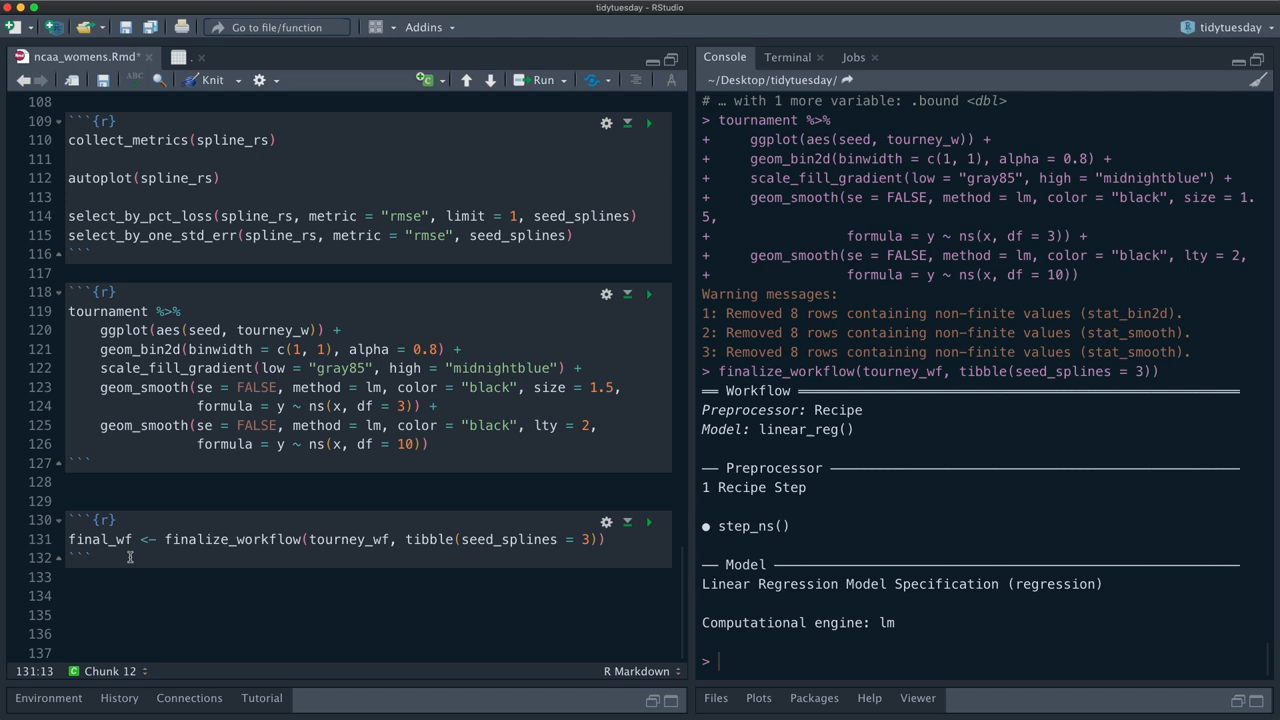 tidytuesday - RStudio
Go to file/function
Addins
tidytuesday
ncaa_womens.Rmd*
.
ABC
Knit
Run
108
109 ```{r}
110 collect_metrics(spline_rs)
111
112 autoplot(spline_rs)
113
114 select_by_pct_loss(spline_rs, metric = "rmse", limit = 1, seed_splines)
115 select_by_one_std_err(spline_rs, metric = "rmse", seed_splines)
116 ```
117
118 ```{r}
119 tournament %>%
120     ggplot(aes(seed, tourney_w)) +
121     geom_bin2d(binwidth = c(1, 1), alpha = 0.8) +
122     scale_fill_gradient(low = "gray85", high = "midnightblue") +
123     geom_smooth(se = FALSE, method = lm, color = "black", size = 1.5,
124                 formula = y ~ ns(x, df = 3)) +
125     geom_smooth(se = FALSE, method = lm, color = "black", lty = 2,
126                 formula = y ~ ns(x, df = 10))
127 ```
128
129
130 ```{r}
131 final_wf <- finalize_workflow(tourney_wf, tibble(seed_splines = 3))
132 ```
133
134
135
136
137
131:13
C Chunk 12
R Markdown
Environment History Connections Tutorial
Console Terminal Jobs
~/Desktop/tidytuesday/
# … with 1 more variable: .bound <dbl>
> tournament %>%
+     ggplot(aes(seed, tourney_w)) +
+     geom_bin2d(binwidth = c(1, 1), alpha = 0.8) +
+     scale_fill_gradient(low = "gray85", high = "midnightblue") +
+     geom_smooth(se = FALSE, method = lm, color = "black", size = 1.
5,
+                 formula = y ~ ns(x, df = 3)) +
+     geom_smooth(se = FALSE, method = lm, color = "black", lty = 2,
+                 formula = y ~ ns(x, df = 10))
Warning messages:
1: Removed 8 rows containing non-finite values (stat_bin2d).
2: Removed 8 rows containing non-finite values (stat_smooth).
3: Removed 8 rows containing non-finite values (stat_smooth).
> finalize_workflow(tourney_wf, tibble(seed_splines = 3))
══ Workflow ══════════
Preprocessor: Recipe
Model: linear_reg()
── Preprocessor ──────────
1 Recipe Step
● step_ns()
── Model ──────────
Linear Regression Model Specification (regression)
Computational engine: lm
>
Files Plots Packages Help Viewer